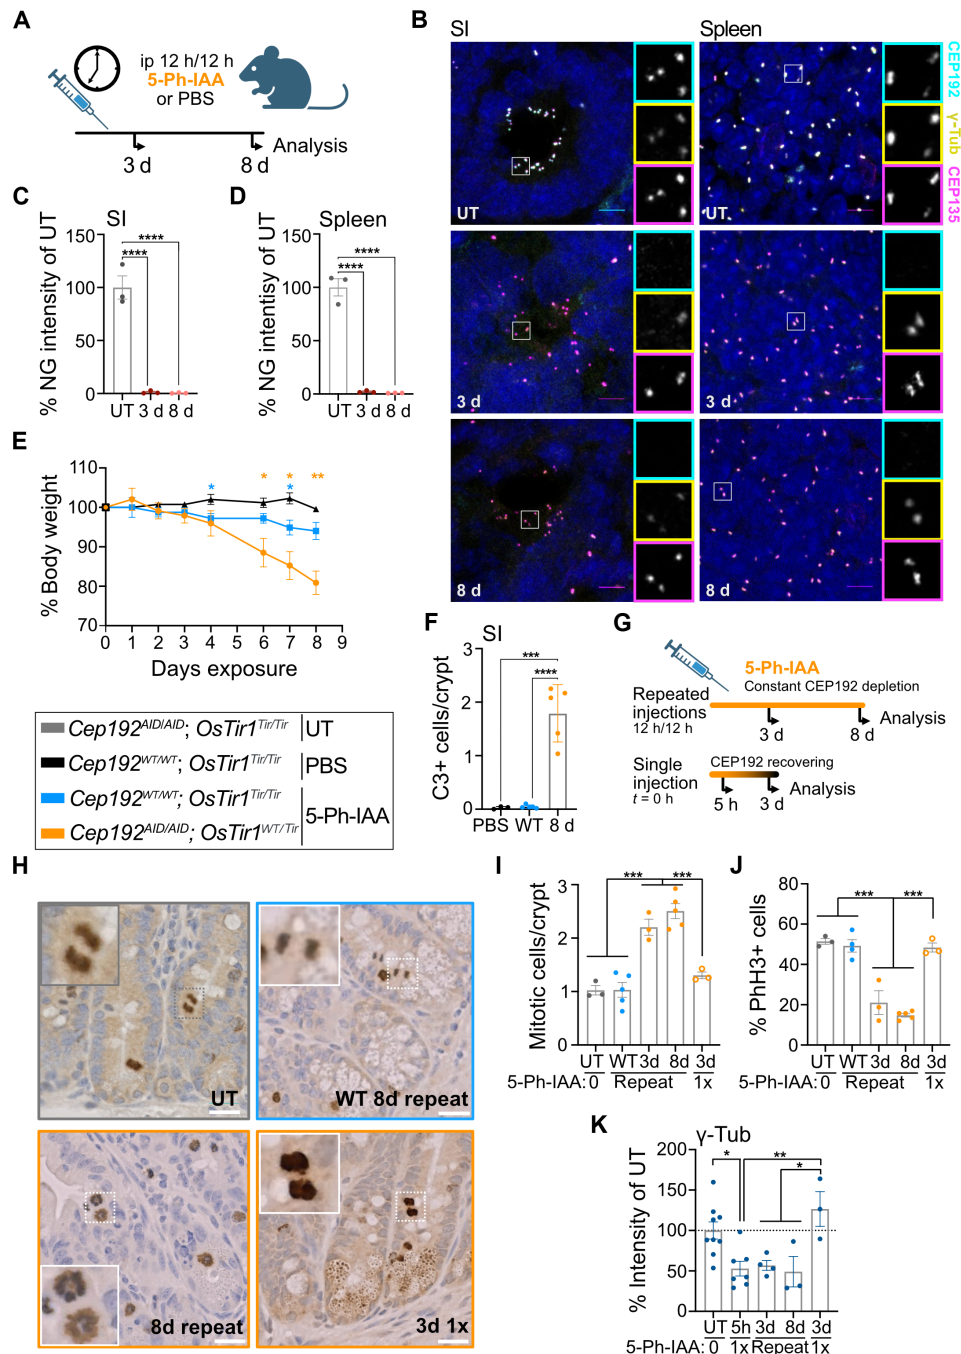 A
ip 12 h/12 h
5-Ph-IAA
or PBS
3 d
8 d
Analysis
B
SI
Spleen
CEP192
γ-Tub
CEP135
UT
UT
3 d
3 d
8 d
8 d
C
SI
% NG intensity of UT
150
100
50
0
****
****
UT 3 d 8 d
D
Spleen
% NG intentisy of UT
150
100
50
0
****
****
UT 3 d 8 d
E
% Body weight
110
100
90
80
70
* * * * **
0 1 2 3 4 5 6 7 8 9
Days exposure
Cep192AID/AID; OsTir1Tir/Tir UT
Cep192WT/WT; OsTir1Tir/Tir PBS
Cep192WT/WT; OsTir1Tir/Tir
Cep192AID/AID; OsTir1WT/Tir
5-Ph-IAA
F
SI
C3+ cells/crypt
3
2
1
0
***
****
PBS WT 8 d
G
5-Ph-IAA
Constant CEP192 depletion
Repeated
injections
12 h/12 h
3 d
8 d
Analysis
Single
injection
t = 0 h
CEP192 recovering
5 h
3 d
Analysis
H
UT
WT 8d repeat
8d repeat
3d 1x
I
Mitotic cells/crypt
3
2
1
0
*** ***
UT WT 3d 8d 3d
5-Ph-IAA: 0 Repeat 1x
J
% PhH3+ cells
80
60
40
20
0
*** ***
UT WT 3d 8d 3d
5-Ph-IAA: 0 Repeat 1x
K
γ-Tub
% Intensity of UT
200
150
100
50
0
* ** *
UT 5h 3d 8d 3d
5-Ph-IAA: 0 1x Repeat 1x